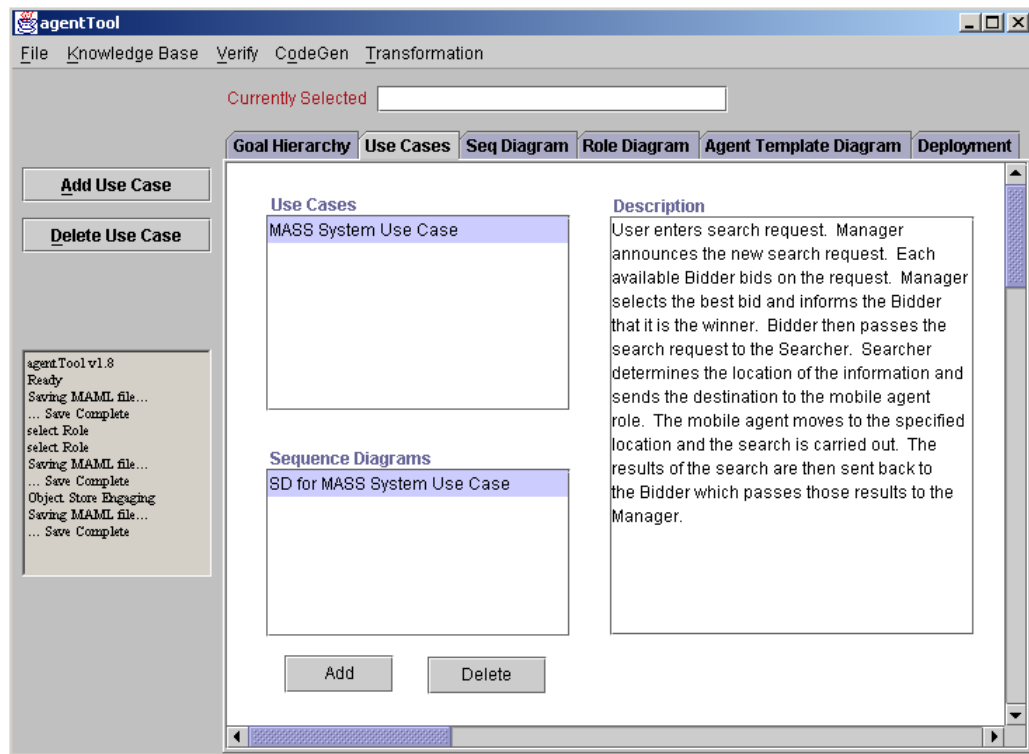 agentTool
File Knowledge Base Verify CodeGen Transformation
Currently Selected
Goal Hierarchy Use Cases Seq Diagram Role Diagram Agent Template Diagram Deployment
Add Use Case
Delete Use Case
agentTool v1.8
Ready
Saving MAML file...
... Save Complete
select Role
select Role
Saving MAML file...
... Save Complete
Object Store Engaging
Saving MAML file...
... Save Complete
Use Cases
MASS System Use Case
Sequence Diagrams
SD for MASS System Use Case
Add Delete
Description
User enters search request. Manager
announces the new search request. Each
available Bidder bids on the request. Manager
selects the best bid and informs the Bidder
that it is the winner. Bidder then passes the
search request to the Searcher. Searcher
determines the location of the information and
sends the destination to the mobile agent
role. The mobile agent moves to the specified
location and the search is carried out. The
results of the search are then sent back to
the Bidder which passes those results to the
Manager.